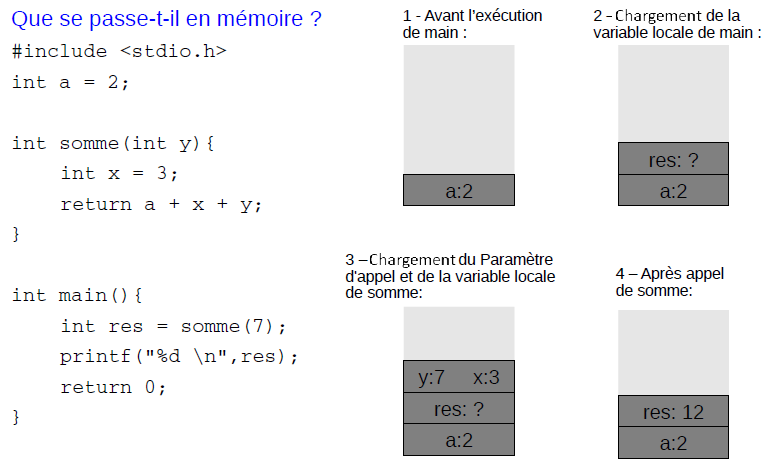 Que se passe-t-il en mémoire ?
#include <stdio.h>
int a = 2;
int somme(int y){
int x = 3;
return a + x + y;
}
int main(){
int res = somme(7);
printf("%d \n",res);
return 0;
}
1 - Avant l'exécution
de main :
a:2
2 - Chargement de la
variable locale de main :
res: ?
a:2
3 – Chargement du Paramètre
d'appel et de la variable locale
de somme:
y:7 x:3
res: ?
a:2
4 – Après appel
de somme:
res: 12
a:2